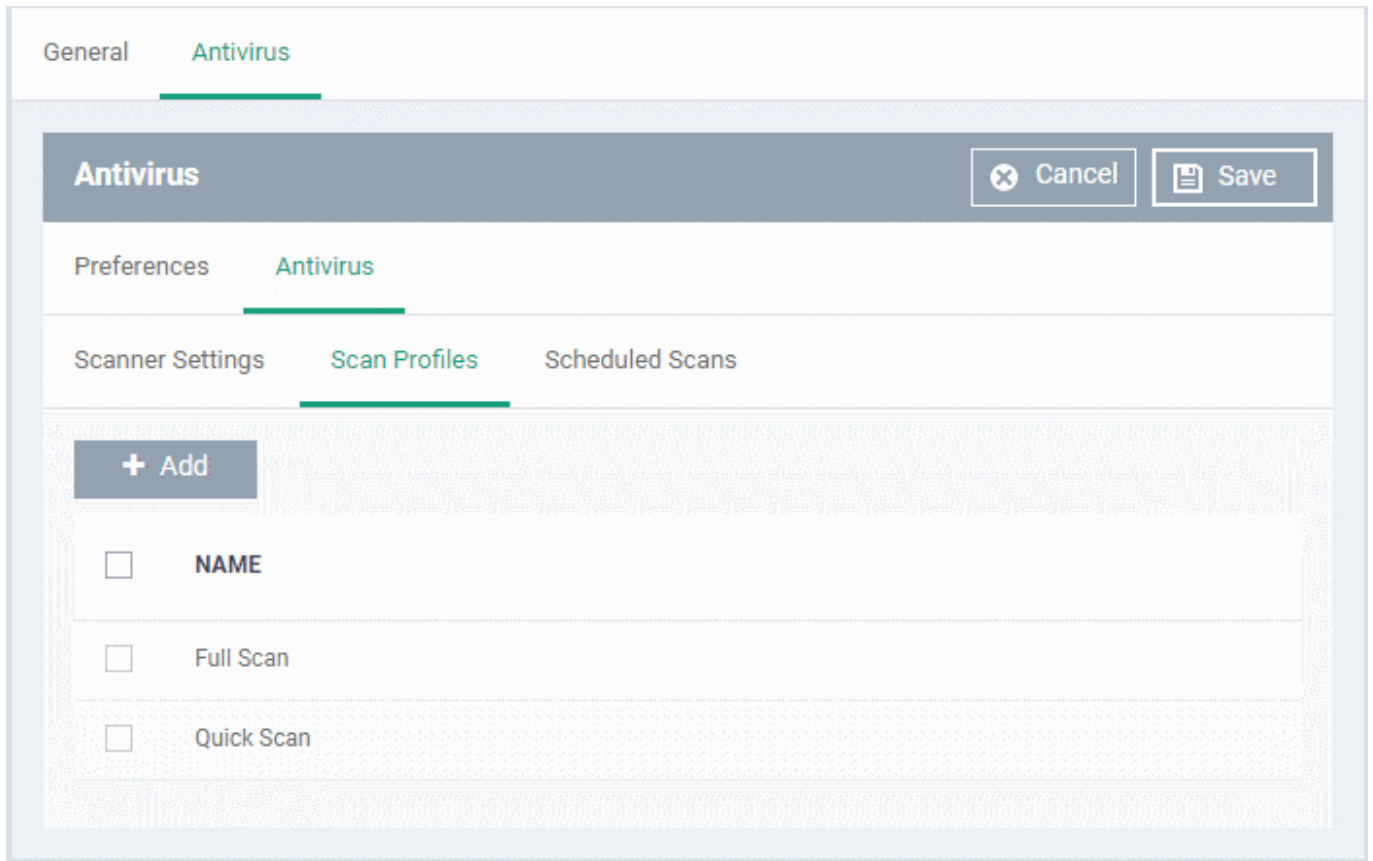 General Antivirus
Antivirus Cancel Save
Preferences Antivirus
Scanner Settings Scan Profiles Scheduled Scans
+ Add
NAME
Full Scan
Quick Scan